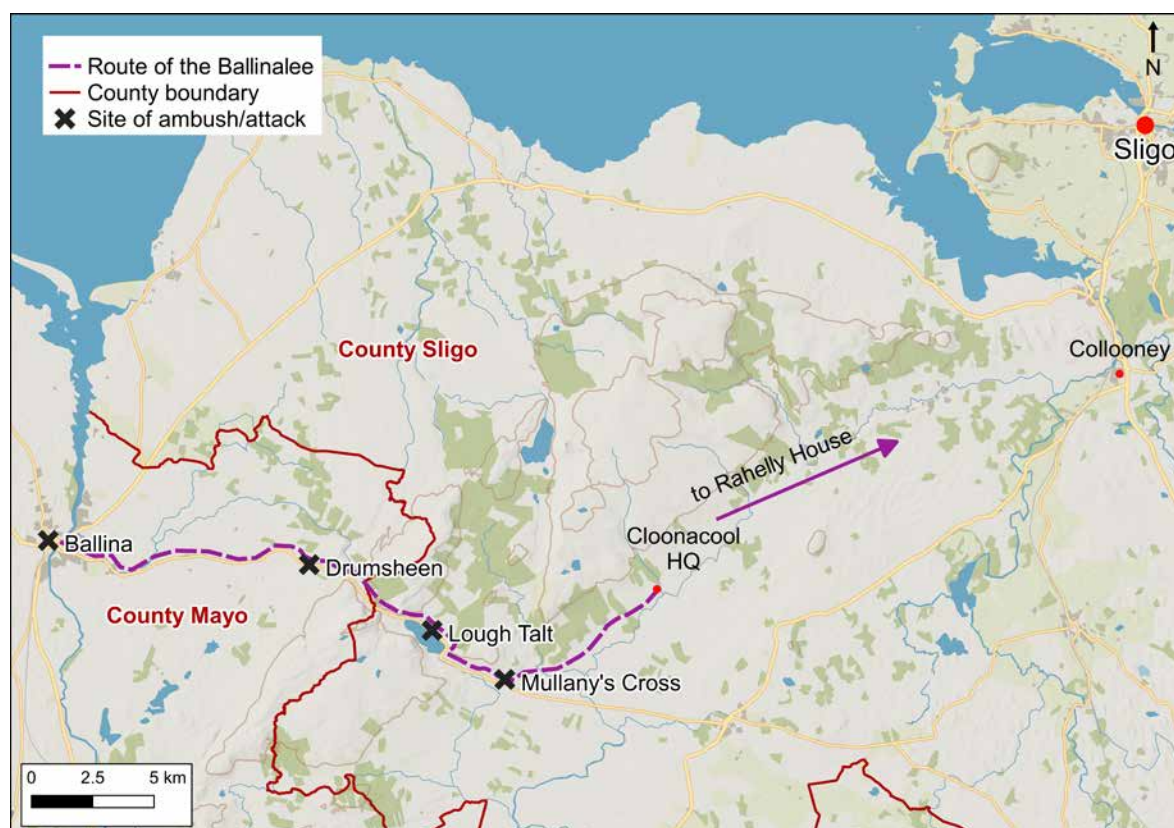 Route of the Ballinalee
County boundary
Site of ambush/attack
N
Sligo
County Sligo
Collooney
to Rahelly House
Cloonacool
HQ
Ballina
Drumsheen
County Mayo
Lough Talt
Mullany's Cross
0 2.5 5 km